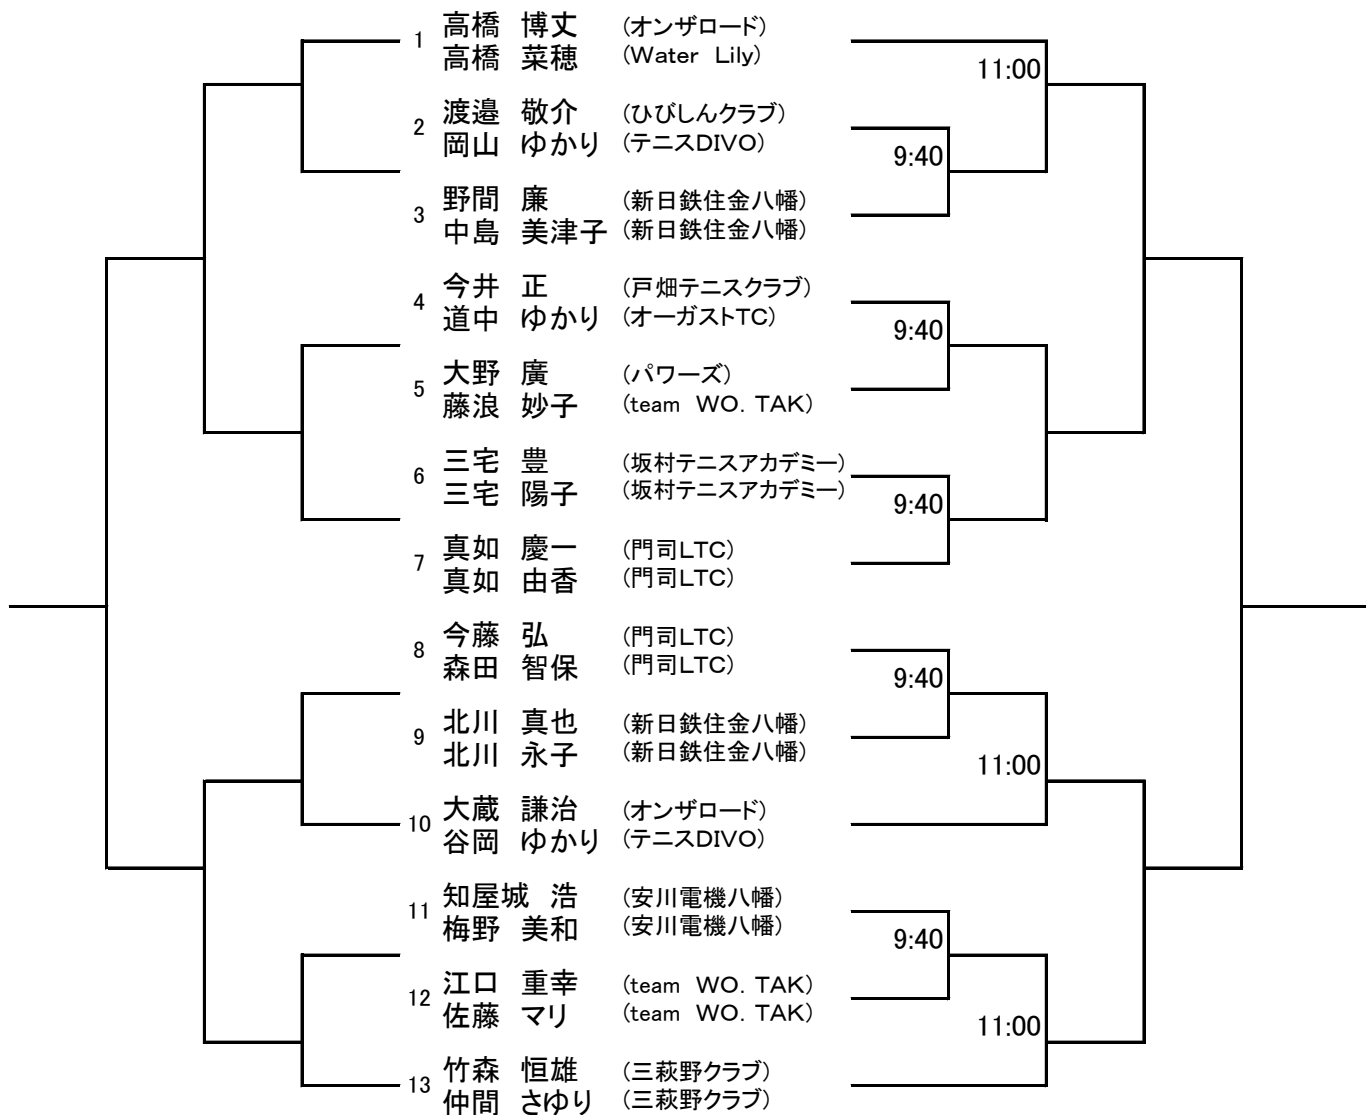 1 高橋 博丈 (オンザロード)
高橋 菜穂 (Water Lily)
11:00
2 渡邉 敬介 (ひびしんクラブ)
岡山 ゆかり (テニスDIVO)
9:40
3 野間 廉 (新日鉄住金八幡)
中島 美津子 (新日鉄住金八幡)
4 今井 正 (戸畑テニスクラブ)
道中 ゆかり (オーガストTC)
9:40
5 大野 廣 (パワーズ)
藤浪 妙子 (team WO. TAK)
6 三宅 豊 (坂村テニスアカデミー)
三宅 陽子 (坂村テニスアカデミー)
9:40
7 真如 慶一 (門司LTC)
真如 由香 (門司LTC)
8 今藤 弘 (門司LTC)
森田 智保 (門司LTC)
9:40
9 北川 真也 (新日鉄住金八幡)
北川 永子 (新日鉄住金八幡)
11:00
10 大蔵 謙治 (オンザロード)
谷岡 ゆかり (テニスDIVO)
11 知屋城 浩 (安川電機八幡)
梅野 美和 (安川電機八幡)
9:40
12 江口 重幸 (team WO. TAK)
佐藤 マリ (team WO. TAK)
11:00
13 竹森 恒雄 (三萩野クラブ)
仲間 さゆり (三萩野クラブ)